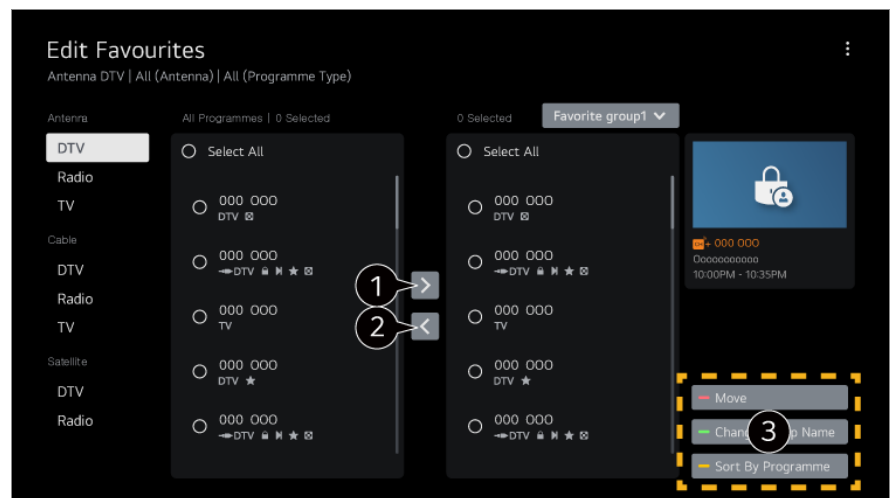 Edit Favourites
Antenna DTV | All (Antenna) | All (Programme Type)
Antenna
DTV
Radio
TV
Cable
DTV
Radio
TV
Satellite
DTV
Radio
All Programmes | 0 Selected
Select All
000 000
DTV
000 000
DTV
000 000
TV
000 000
DTV
000 000
DTV
1
2
0 Selected
Favorite group1
Select All
000 000
DTV
000 000
DTV
000 000
TV
000 000
DTV
000 000
DTV
+ 000 000
Oooooooooo
10:00PM - 10:35PM
Move
3
Name
Sort By Programme